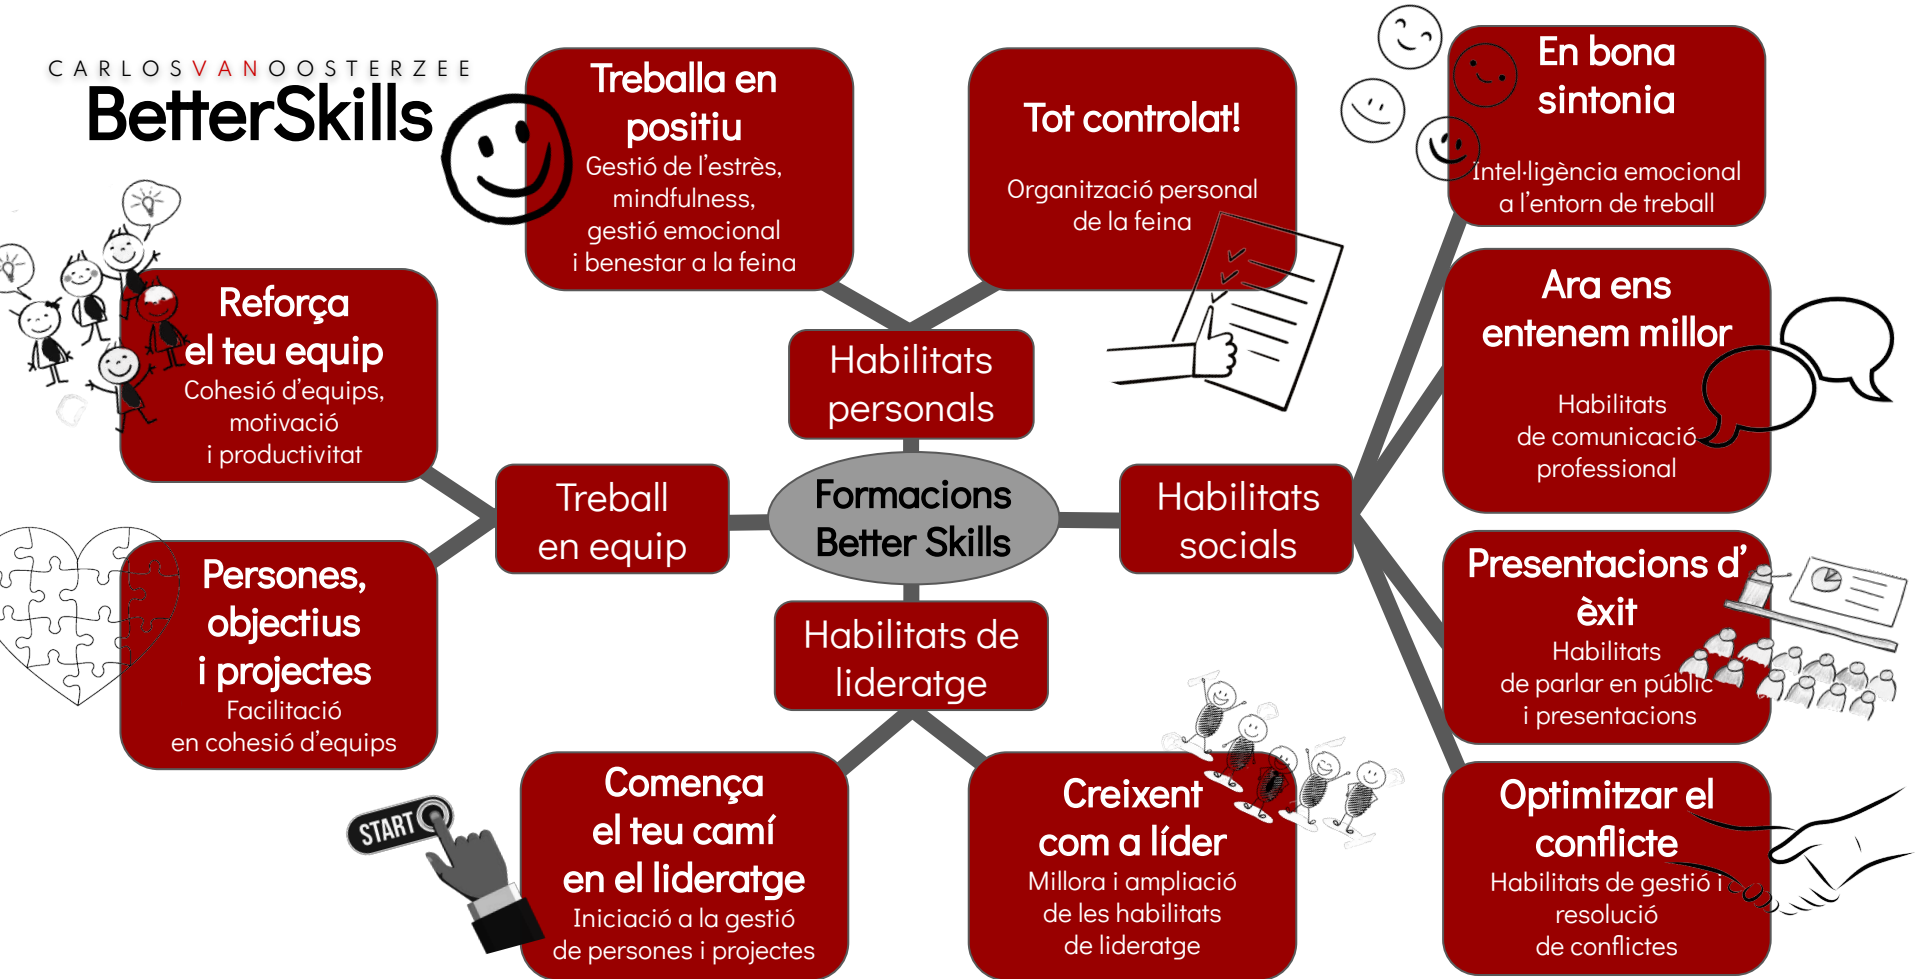 CARLOSVANOOSTERZEE
BetterSkills
Treballa en
positiu
Gestió de l'estrès,
mindfulness,
gestió emocional
i benestar a la feina
Tot controlat!
Organització personal
de la feina
En bona
sintonia
Intel·ligència emocional
a l'entorn de treball
Reforça
el teu equip
Cohesió d'equips,
motivació
i productivitat
Habilitats
personals
Ara ens
entenem millor
Habilitats
de comunicació
professional
Treball
en equip
Formacions
Better Skills
Habilitats
socials
Persones,
objectius
i projectes
Facilitació
en cohesió d'equips
Habilitats de
lideratge
Presentacions d'
èxit
Habilitats
de parlar en públic
i presentacions
START
Comença
el teu camí
en el lideratge
Iniciació a la gestió
de persones i projectes
Creixent
com a líder
Millora i ampliació
de les habilitats
de lideratge
Optimitzar el
conflicte
Habilitats de gestió i
resolució
de conflictes